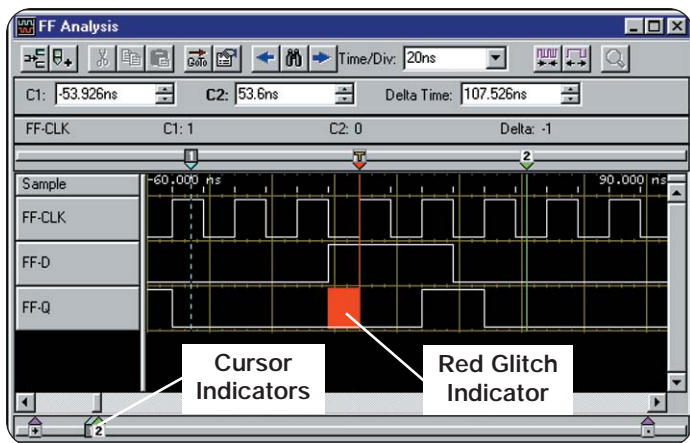 FF Analysis
GoTo Time/Div: 20ns
C1: -53.926ns C2: 53.6ns Delta Time: 107.526ns
FF-CLK C1: 1 C2: 0 Delta: -1
1 T 2
Sample -60.000 ns 90.000 ns
FF-CLK
FF-D
FF-Q
Cursor Indicators
Red Glitch Indicator
2